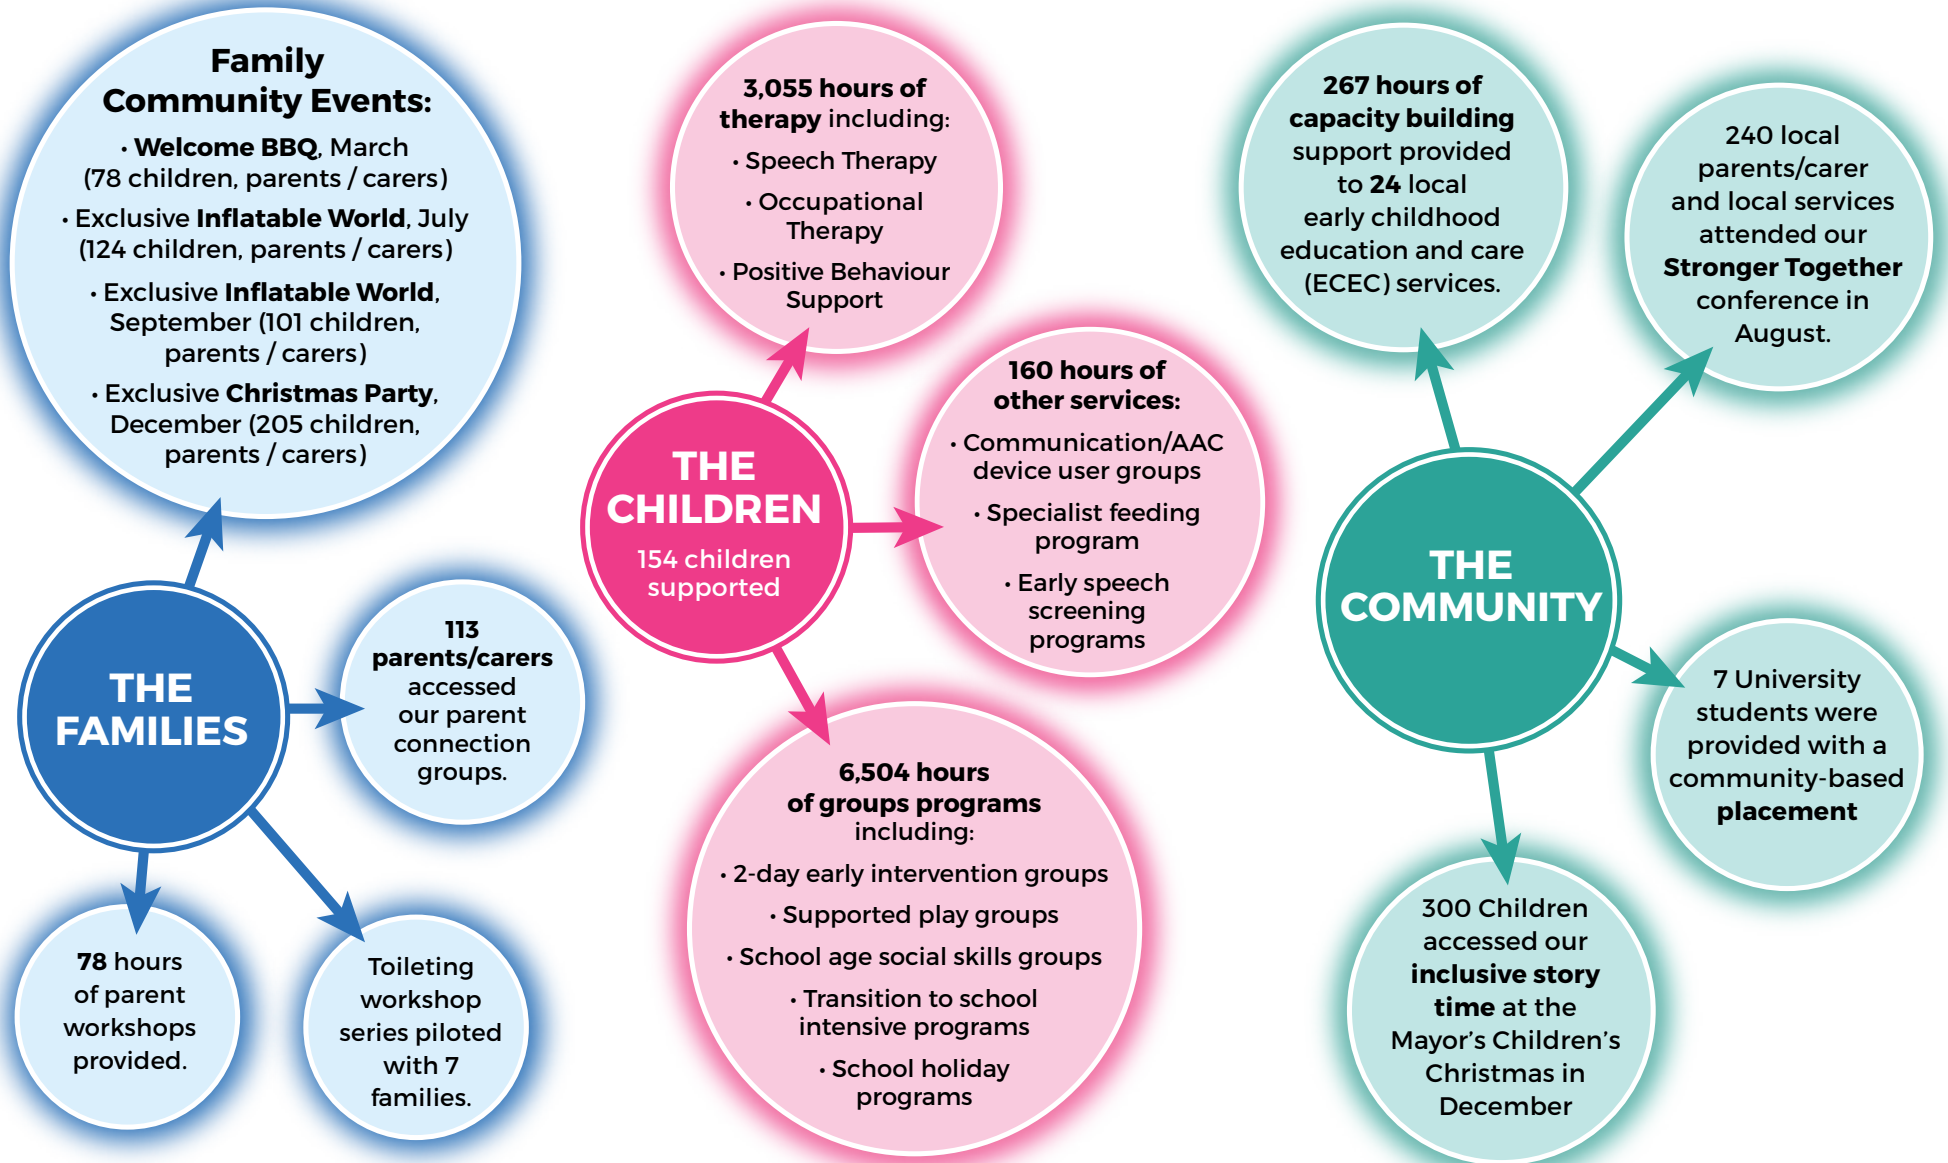 Family
Community Events:
• Welcome BBQ, March
(78 children, parents / carers)
• Exclusive Inflatable World, July
(124 children, parents / carers)
• Exclusive Inflatable World,
September (101 children,
parents / carers)
• Exclusive Christmas Party,
December (205 children,
parents / carers)
THE
FAMILIES
113
parents/carers
accessed
our parent
connection
groups.
78 hours
of parent
workshops
provided.
Toileting
workshop
series piloted
with 7
families.
3,055 hours of
therapy including:
• Speech Therapy
• Occupational
Therapy
• Positive Behaviour
Support
THE
CHILDREN
154 children
supported
160 hours of
other services:
• Communication/AAC
device user groups
• Specialist feeding
program
• Early speech
screening
programs
6,504 hours
of groups programs
including:
• 2-day early intervention groups
• Supported play groups
• School age social skills groups
• Transition to school
intensive programs
• School holiday
programs
267 hours of
capacity building
support provided
to 24 local
early childhood
education and care
(ECEC) services.
240 local
parents/carer
and local services
attended our
Stronger Together
conference in
August.
THE
COMMUNITY
7 University
students were
provided with a
community-based
placement
300 Children
accessed our
inclusive story
time at the
Mayor's Children's
Christmas in
December